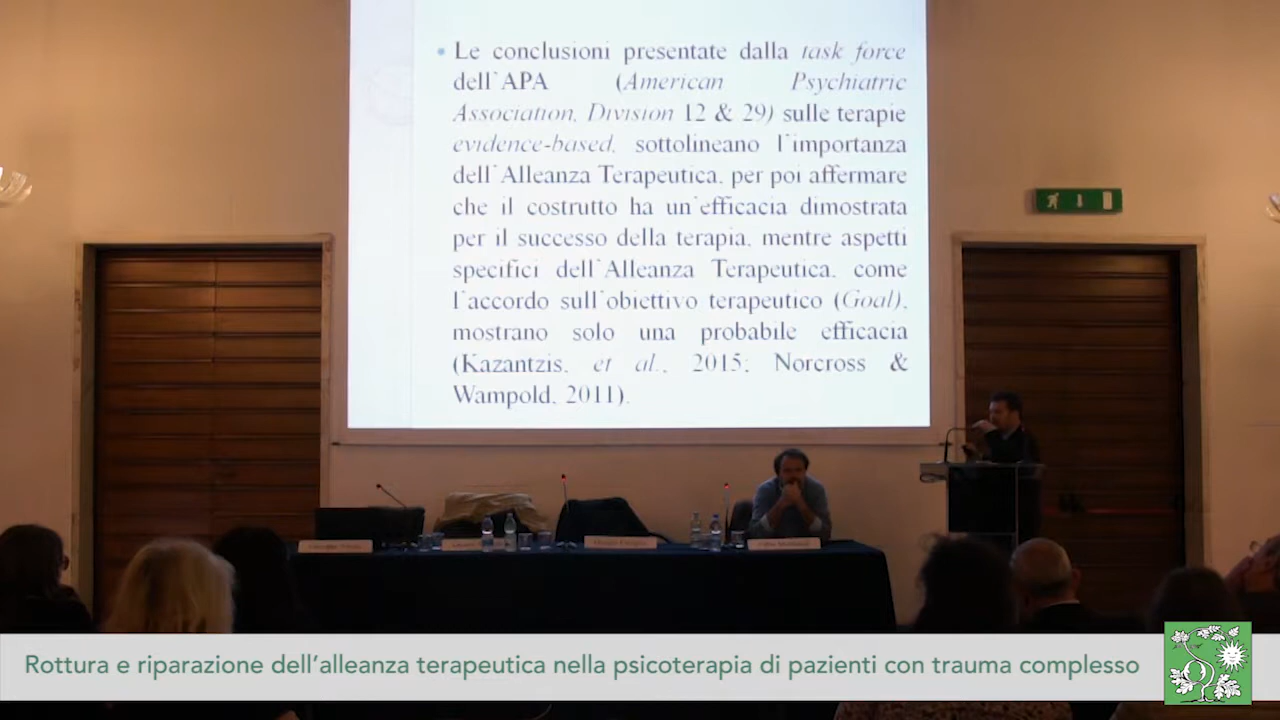 • Le conclusioni presentate dalla task force
dell'APA (American Psychiatric
Association, Division 12 & 29) sulle terapie
evidence-based, sottolineano l'importanza
dell'Alleanza Terapeutica, per poi affermare
che il costrutto ha un'efficacia dimostrata
per il successo della terapia, mentre aspetti
specifici dell'Alleanza Terapeutica, come
l'accordo sull'obiettivo terapeutico (Goal),
mostrano solo una probabile efficacia
(Kazantzis, et al., 2015; Norcross &
Wampold, 2011).
Rottura e riparazione dell'alleanza terapeutica nella psicoterapia di pazienti con trauma complesso